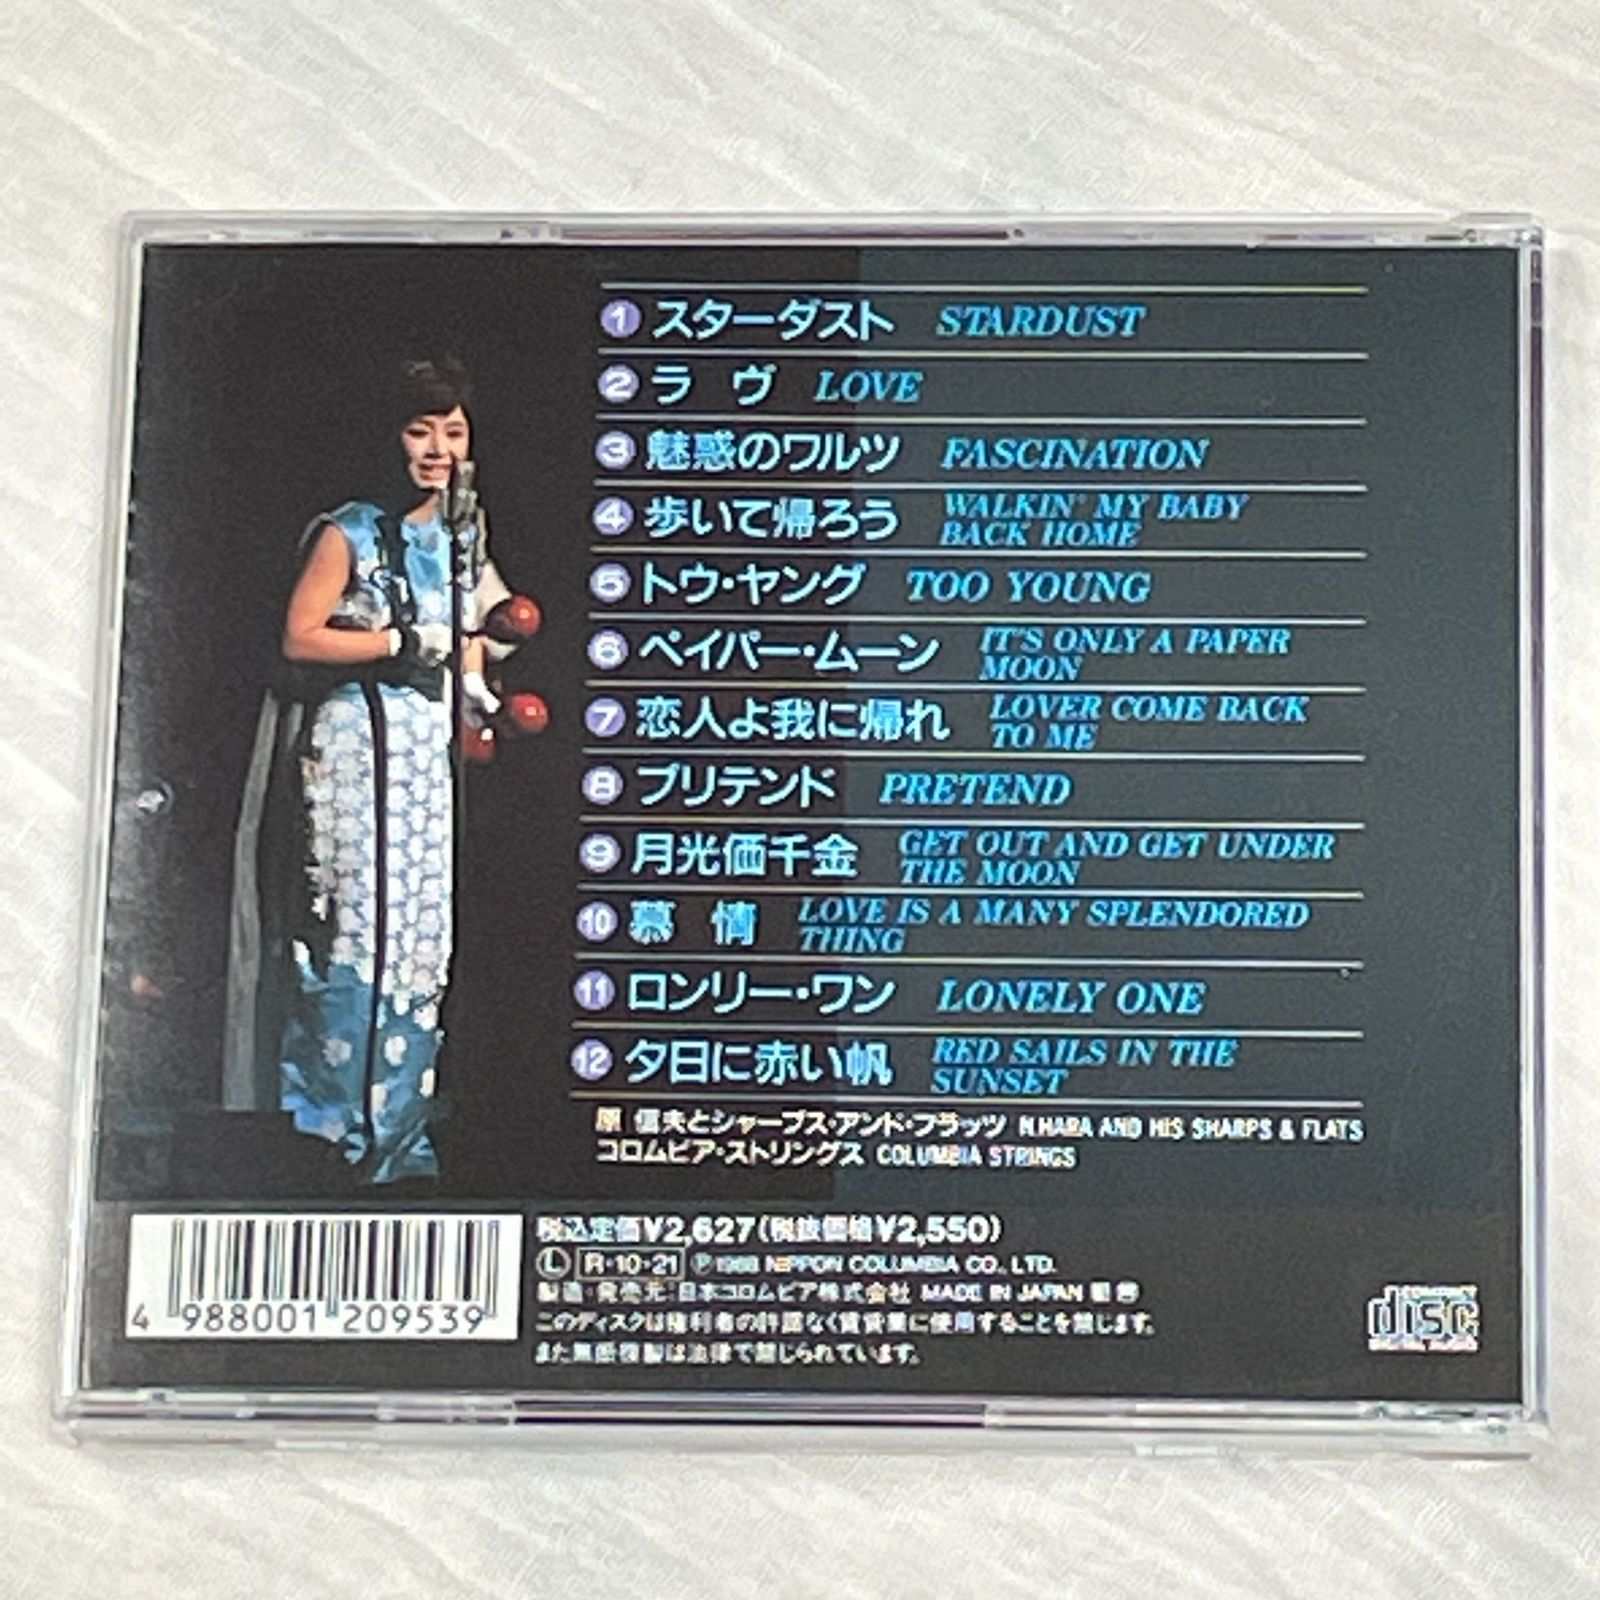 1 スターダスト STARDUST
2 ラ ヴ LOVE
3 魅惑のワルツ FASCINATION
4 歩いて帰ろう WALKIN' MY BABY
BACK HOME
5 トウ・ヤング TOO YOUNG
6 ペイパー・ムーン IT'S ONLY A PAPER
MOON
7 恋人よ我に帰れ LOVER COME BACK
TO ME
8 プリテンド PRETEND
9 月光価千金 GET OUT AND GET UNDER
THE MOON
10 慕 情 LOVE IS A MANY SPLENDORED
THING
11 ロンリー・ワン LONELY ONE
12 夕日に赤い帆 RED SAILS IN THE
SUNSET
原 信夫とシャープス・アンド・フラッツ N.HARA AND HIS SHARPS & FLATS
コロムビア・ストリングス COLUMBIA STRINGS
税込定価¥2,627(税抜価格¥2,550)
Ⓛ R・10・21 Ⓟ1988 NIPPON COLUMBIA CO., LTD.
製造・発売元:日本コロムビア株式会社 MADE IN JAPAN
このディスクは権利者の許諾なく賃貸業に使用することを禁じます。
また無断複製は法律で禁じられています。
4 988001 209539
COMPACT
disc
DIGITAL AUDIO